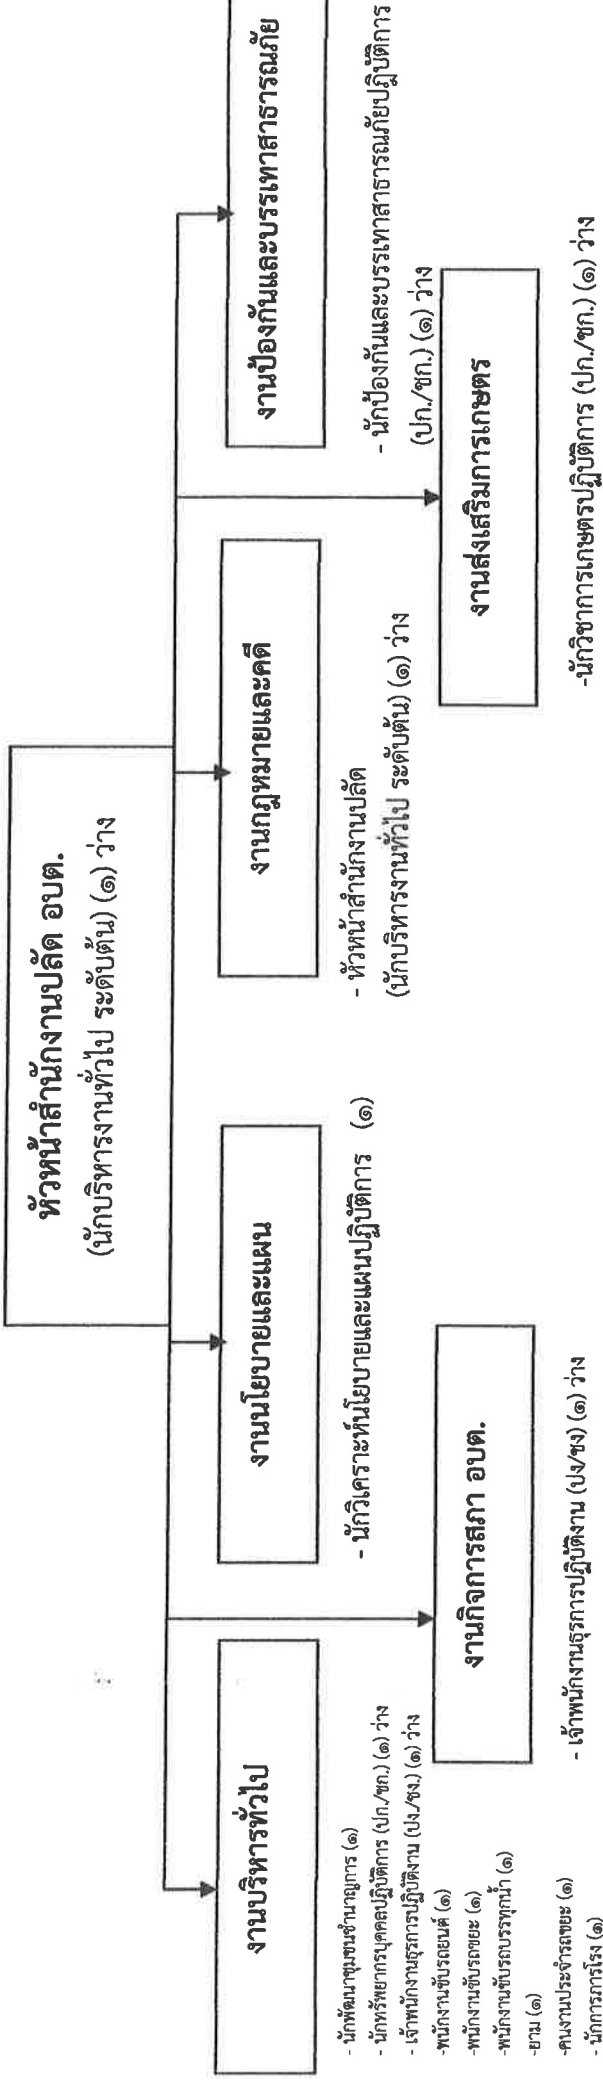 หัวหน้าสำนักงานปลัด อบต.
(นักบริหารงานทั่วไป ระดับต้น) (๑) ว่าง
งานบริหารทั่วไป
- นักพัฒนาชุมชนชำนาญการ (๑)
- นักทรัพยากรบุคคลปฏิบัติการ (ปก./ชก.) (๑) ว่าง
- เจ้าพนักงานธุรการปฏิบัติงาน (ปง./ชง.) (๑) ว่าง
-พนักงานขับรถยนต์ (๑)
-พนักงานขับรถขยะ (๑)
-พนักงานขับรถบรรทุกน้ำ (๑)
-ยาม (๑)
-คนงานประจำรถขยะ (๑)
- นักการภารโรง (๑)
งานกิจการสภา อบต.
- เจ้าพนักงานธุรการปฏิบัติงาน (ปง/ชง) (๑) ว่าง
งานนโยบายและแผน
- นักวิเคราะห์นโยบายและแผนปฏิบัติการ (๑)
งานกฎหมายและคดี
- หัวหน้าสำนักงานปลัด
(นักบริหารงานทั่วไป ระดับต้น) (๑) ว่าง
งานส่งเสริมการเกษตร
-นักวิชาการเกษตรปฏิบัติการ (ปก./ชก.) (๑) ว่าง
งานป้องกันและบรรเทาสาธารณภัย
- นักป้องกันและบรรเทาสาธารณภัยปฏิบัติการ
(ปก./ชก.) (๑) ว่าง